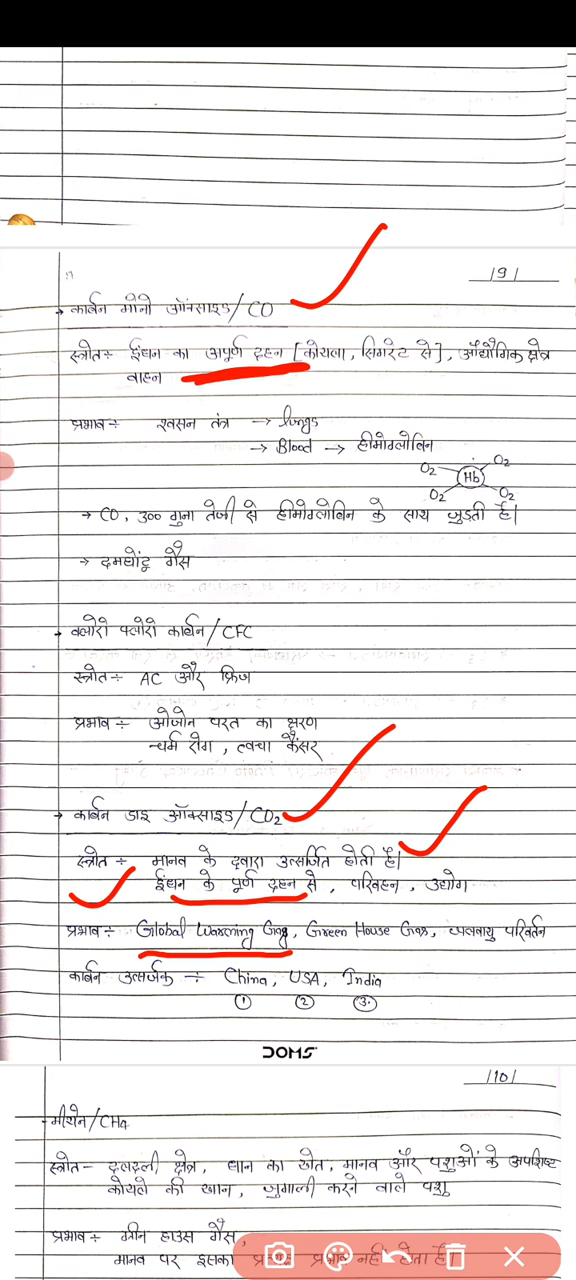 /9/
→ कार्बन मोनो ऑक्साइड/CO
स्त्रोत÷ ईंधन का अपूर्ण दहन [कोयला, सिगरेट से], औद्योगिक क्षेत्र
वाहन
प्रभाव÷ श्वसन तंत्र → lungs
→ Blood → हीमोग्लोबिन
O₂ O₂
Hb
O₂ O₂
→ CO, 300 गुना तेजी से हीमोग्लोबिन के साथ जुडती है।
→ दमघोंटू गैस
→ क्लोरो फ्लोरो कार्बन/CFC
स्त्रोत÷ AC और फ्रिज
प्रभाव÷ ओजोन परत का क्षरण
चर्म रोग, त्वचा कैंसर
→ कार्बन डाइ ऑक्साइड/CO₂
स्त्रोत÷ मानव के द्वारा उत्सर्जित होती है।
ईंधन के पूर्ण दहन से, परिवहन, उद्योग
प्रभाव÷ Global Warming Gas, Green House Gas, जलवायु परिवर्तन
कार्बन उत्सर्जक ÷ China, USA, India
① ② ③
DOMS
/10/
मीथेन/CH₄
स्त्रोत– दलदली क्षेत्र, धान का खेत, मानव और पशुओं के अपशिष्ट
कोयले की खान, जुगाली करने वाले पशु
प्रभाव÷ ग्रीन हाउस गैस,
मानव पर इसका प्रभाव नहीं होता है।